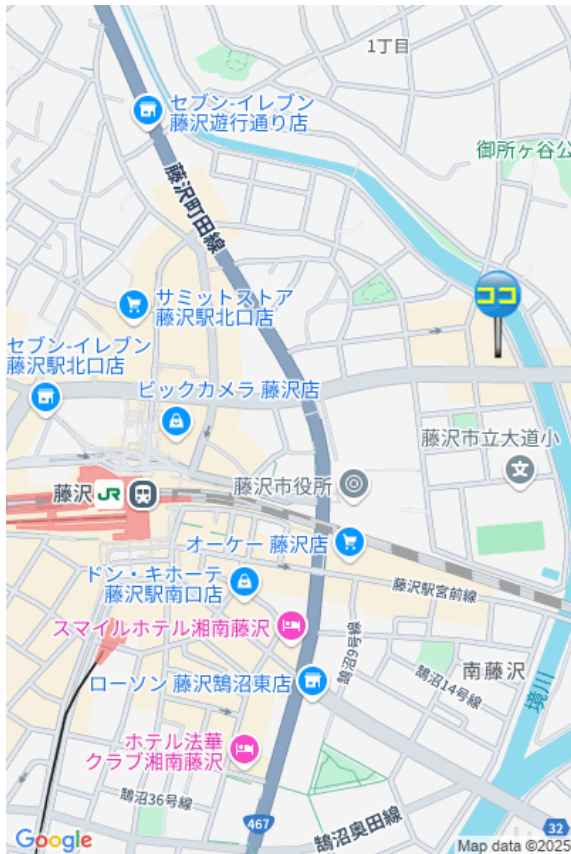 1丁目
セブン-イレブン
藤沢遊行通り店
御所ヶ谷公
藤沢町田線
ココ
サミットストア
藤沢駅北口店
セブン-イレブン
藤沢駅北口店
ビックカメラ 藤沢店
藤沢市立大道小
文
藤沢市役所
藤沢 JR
オーケー 藤沢店
ドン・キホーテ
藤沢駅南口店
藤沢駅宮前線
スマイルホテル湘南藤沢
鵠沼9号線
南藤沢
ローソン 藤沢鵠沼東店
鵠沼14号線
境川
ホテル法華
クラブ湘南藤沢
鵠沼36号線
467
鵠沼奥田線
32
Google
Map data ©2025